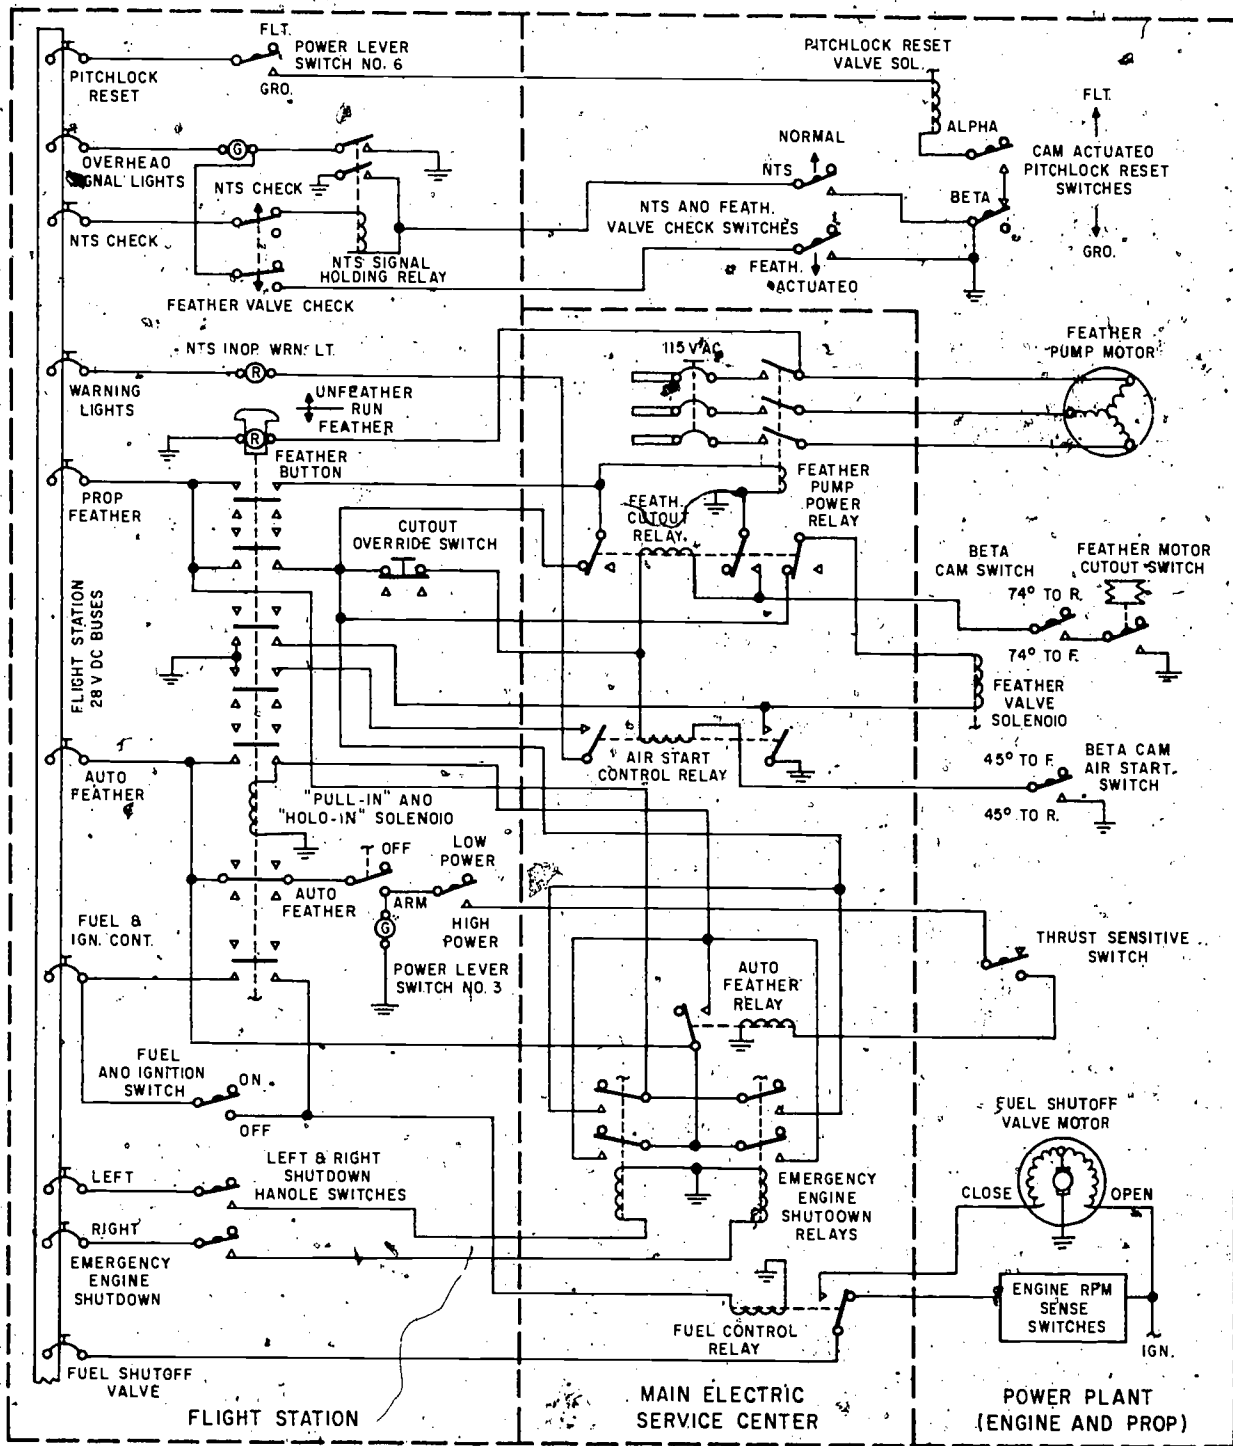 FLT.
POWER LEVER
SWITCH NO. 6
PITCHLOCK
RESET
GRO.
PITCHLOCK RESET
VALVE SOL.
FLT.
ALPHA
CAM ACTUATED
PITCHLOCK RESET
SWITCHES
BETA
GRO.
G
OVERHEAD
SIGNAL LIGHTS
NTS CHECK
NTS CHECK
NTS SIGNAL
HOLDING RELAY
FEATHER VALVE CHECK
NORMAL
NTS
NTS AND FEATH.
VALVE CHECK SWITCHES
FEATH.
ACTUATED
NTS INOP. WRN. LT.
R
WARNING
LIGHTS
UNFEATHER
RUN
FEATHER
R
FEATHER
BUTTON
115 V AC
FEATHER
PUMP MOTOR
PROP
FEATHER
CUTOUT
OVERRIDE SWITCH
FEATH.
CUTOUT
RELAY
FEATHER
PUMP
POWER
RELAY
BETA
CAM SWITCH
74° TO R.
74° TO F.
FEATHER MOTOR
CUTOUT SWITCH
FLIGHT STATION
28 V DC BUSES
FEATHER
VALVE
SOLENOID
AIR START
CONTROL RELAY
45° TO F.
45° TO R.
BETA CAM
AIR START
SWITCH
AUTO
FEATHER
"PULL-IN" AND
"HOLO-IN" SOLENOID
OFF
LOW
POWER
AUTO
FEATHER
ARM
HIGH
POWER
G
POWER LEVER
SWITCH NO. 3
FUEL &
IGN. CONT.
THRUST SENSITIVE
SWITCH
AUTO
FEATHER
RELAY
FUEL
ANO IGNITION
SWITCH
ON
OFF
LEFT
LEFT & RIGHT
SHUTDOWN
HANOLE SWITCHES
RIGHT
EMERGENCY
ENGINE
SHUTDOWN
EMERGENCY
ENGINE
SHUTOOWN
RELAYS
FUEL SHUTOFF
VALVE MOTOR
CLOSE
OPEN
ENGINE RPM
SENSE
SWITCHES
IGN.
FUEL CONTROL
RELAY
FUEL SHUTOFF
VALVE
FLIGHT STATION
MAIN ELECTRIC
SERVICE CENTER
POWER PLANT
(ENGINE AND PROP)